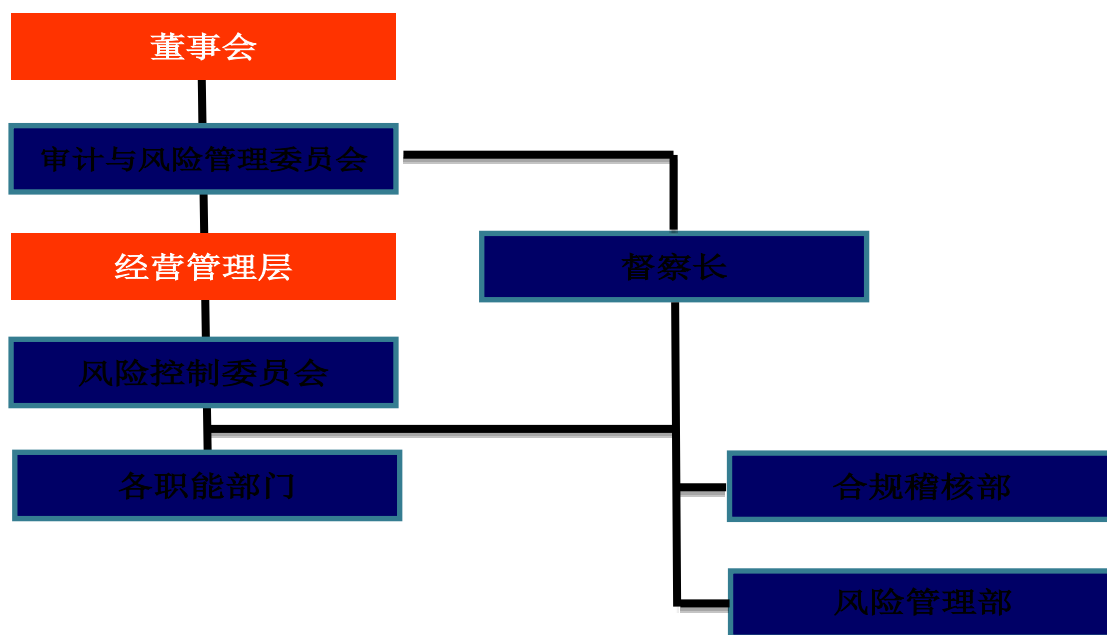 董事会
审计与风险管理委员会
经营管理层
督察长
风险控制委员会
各职能部门
合规稽核部
风险管理部